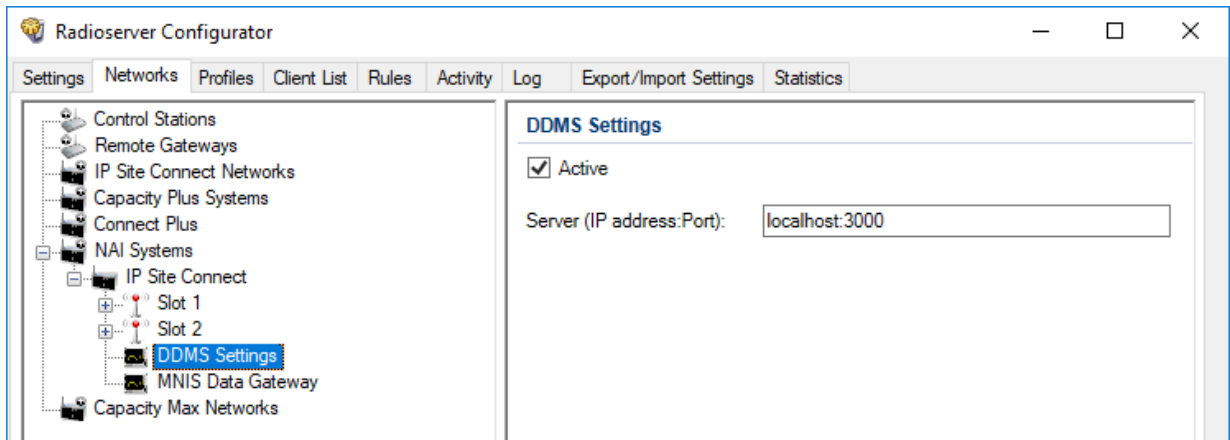 Radioserver Configurator
Settings Networks Profiles Client List Rules Activity Log Export/Import Settings Statistics
Control Stations
Remote Gateways
IP Site Connect Networks
Capacity Plus Systems
Connect Plus
NAI Systems
IP Site Connect
Slot 1
Slot 2
DDMS Settings
MNIS Data Gateway
Capacity Max Networks
DDMS Settings
Active
Server (IP address:Port): localhost:3000